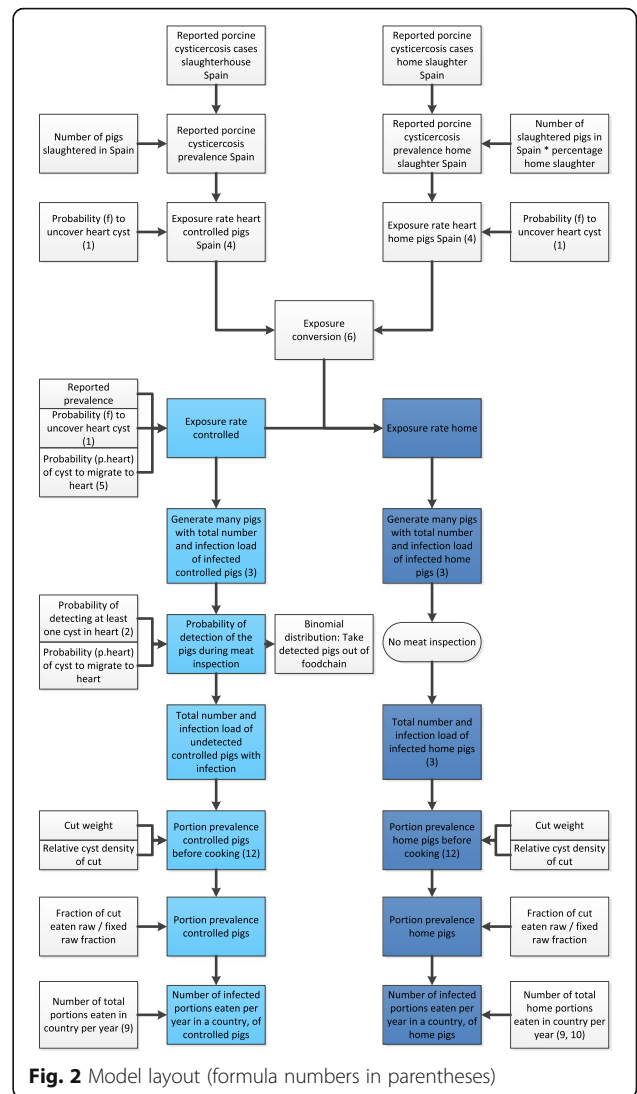 Reported porcine
cysticercosis cases
slaughterhouse
Spain
Reported porcine
cysticercosis cases
home slaughter
Spain
Number of pigs
slaughtered in Spain
Reported porcine
cysticercosis
prevalence Spain
Reported porcine
cysticercosis
prevalence home
slaughter Spain
Number of
slaughtered pigs in
Spain * percentage
home slaughter
Probability (f) to
uncover heart cyst
(1)
Exposure rate heart
controlled pigs
Spain (4)
Exposure rate heart
home pigs Spain (4)
Probability (f) to
uncover heart cyst
(1)
Exposure
conversion (6)
Reported
prevalence
Probability (f) to
uncover heart cyst
(1)
Probability (p.heart)
of cyst to migrate to
heart (5)
Exposure rate
controlled
Exposure rate home
Generate many pigs
with total number
and infection load
of infected
controlled pigs (3)
Generate many pigs
with total number
and infection load of
infected home
pigs (3)
Probability of
detecting at least
one cyst in heart (2)
Probability (p.heart)
of cyst to migrate to
heart
Probability of
detection of the
pigs during meat
inspection
Binomial
distribution: Take
detected pigs out of
foodchain
No meat inspection
Total number and
infection load of
undetected
controlled pigs with
infection
Total number and
infection load of
infected home pigs
(3)
Cut weight
Relative cyst density
of cut
Portion prevalence
controlled pigs
before cooking (12)
Portion prevalence
home pigs before
cooking (12)
Cut weight
Relative cyst density
of cut
Fraction of cut
eaten raw / fixed
raw fraction
Portion prevalence
controlled pigs
Portion prevalence
home pigs
Fraction of cut
eaten raw / fixed
raw fraction
Number of total
portions eaten in
country per year (9)
Number of infected
portions eaten per
year in a country, of
controlled pigs
Number of infected
portions eaten per
year in a country, of
home pigs
Number of total
home portions
eaten in country per
year (9, 10)
Fig. 2 Model layout (formula numbers in parentheses)